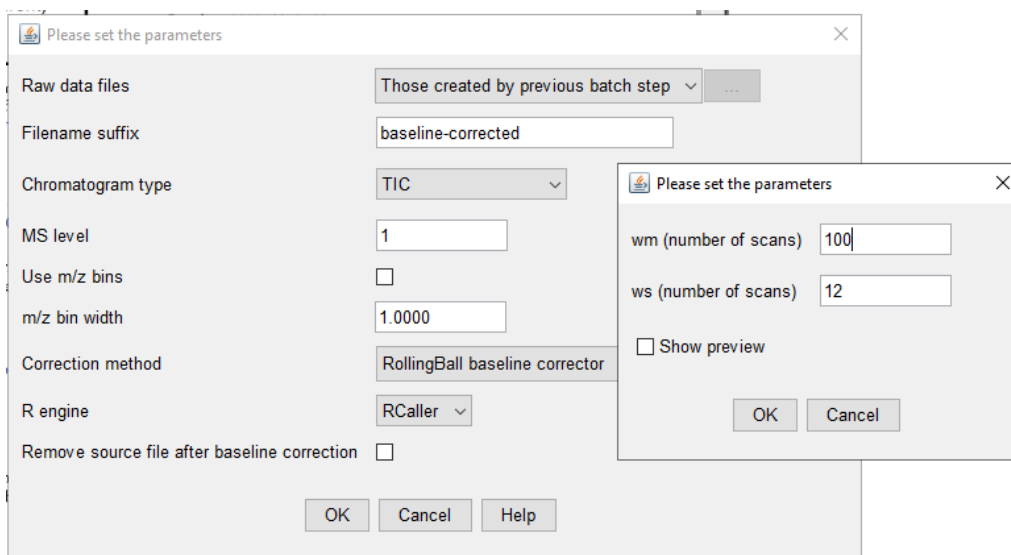 Please set the parameters
Raw data files Those created by previous batch step ...
Filename suffix baseline-corrected
Chromatogram type TIC
MS level 1
Use m/z bins
m/z bin width 1.0000
Correction method RollingBall baseline corrector
R engine RCaller
Remove source file after baseline correction
OK Cancel Help
Please set the parameters
wm (number of scans) 100
ws (number of scans) 12
Show preview
OK Cancel